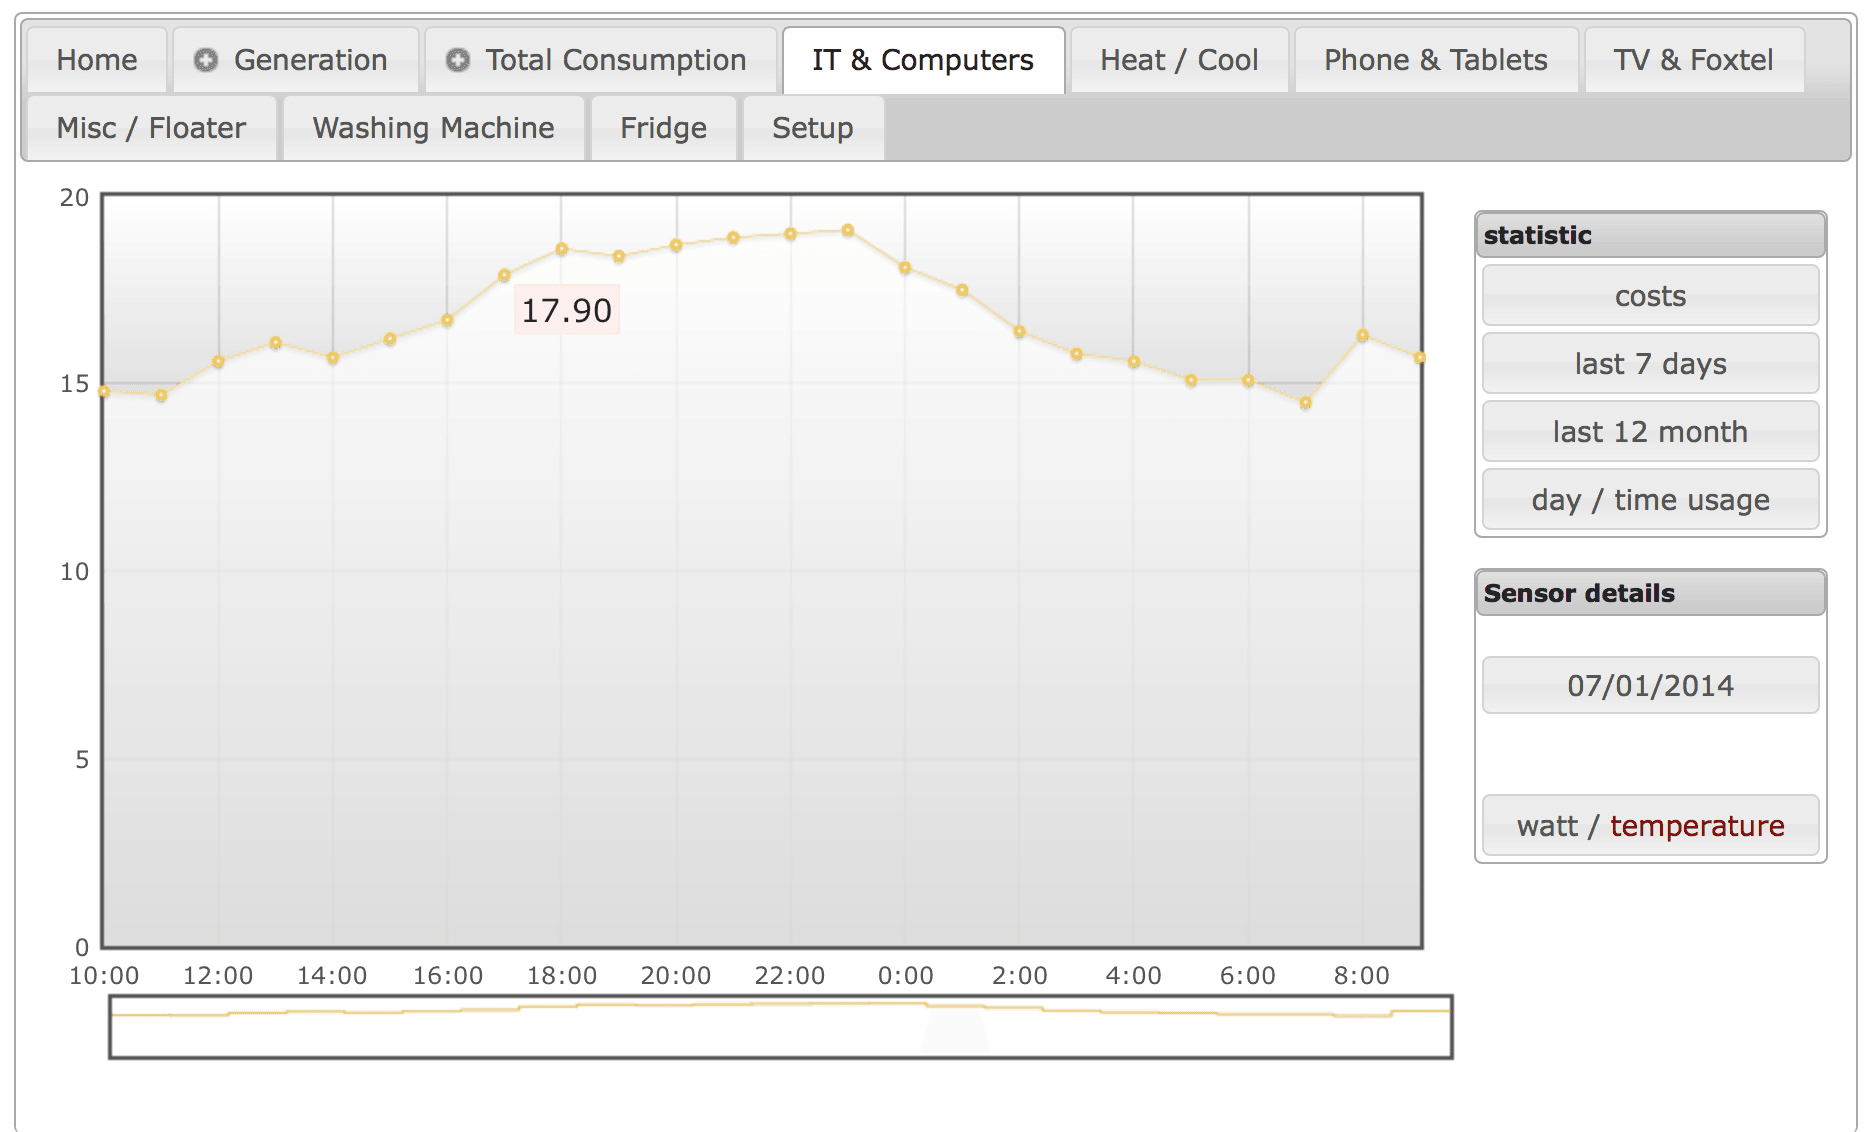 Home Generation Total Consumption IT & Computers Heat / Cool Phone & Tablets TV & Foxtel
Misc / Floater Washing Machine Fridge Setup
20
15
10
5
0
17.90
10:00 12:00 14:00 16:00 18:00 20:00 22:00 0:00 2:00 4:00 6:00 8:00
statistic
costs
last 7 days
last 12 month
day / time usage
Sensor details
07/01/2014
watt / temperature